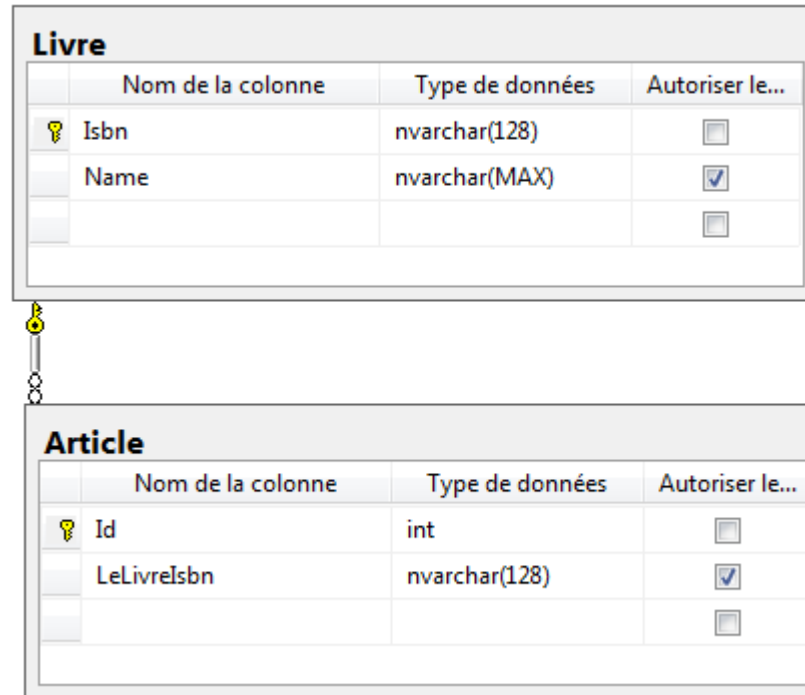 Livre
Nom de la colonne Type de données Autoriser le...
Isbn nvarchar(128)
Name nvarchar(MAX)
Article
Nom de la colonne Type de données Autoriser le...
Id int
LeLivreIsbn nvarchar(128)